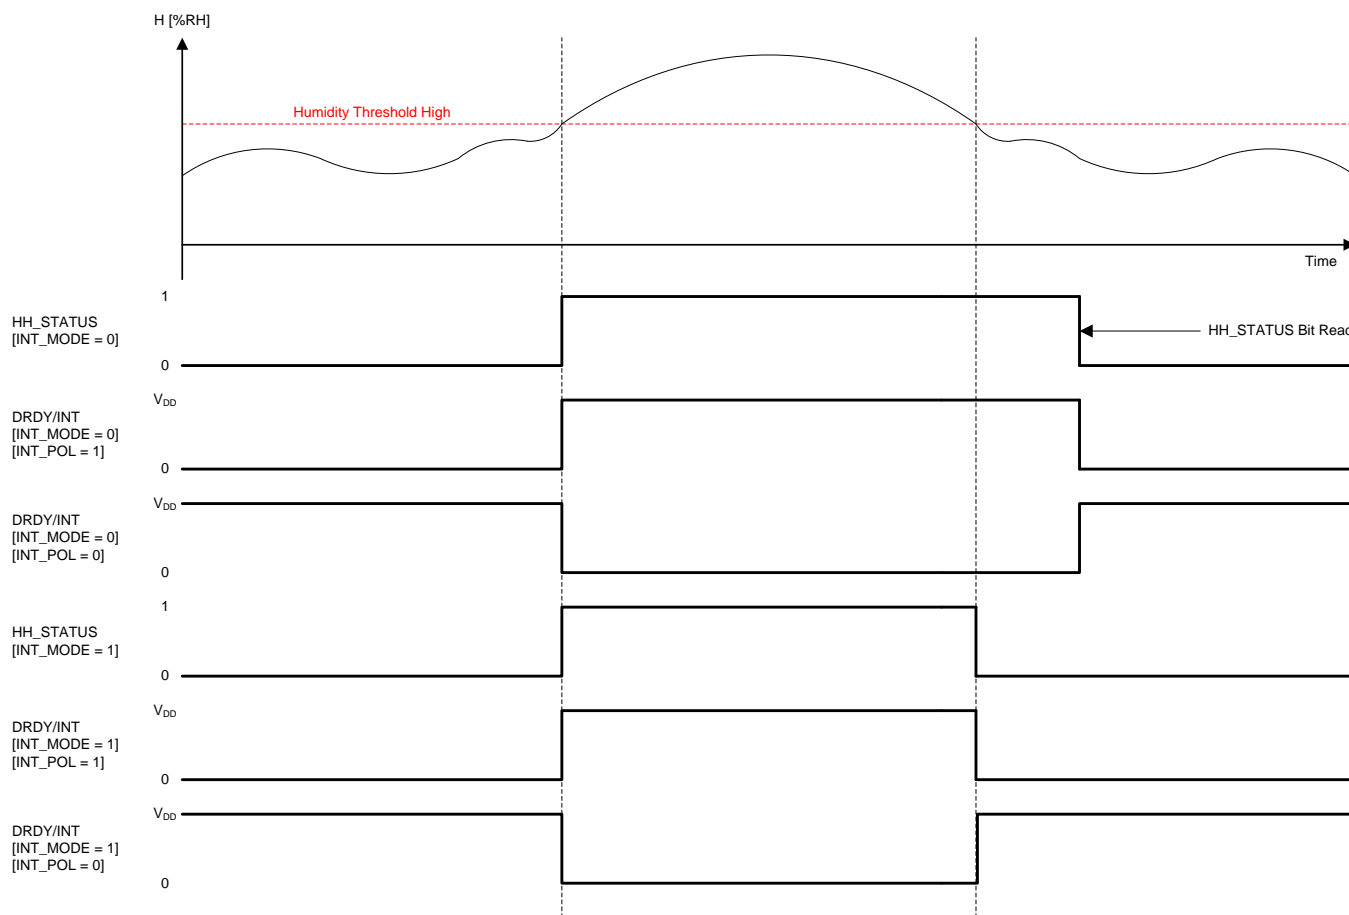 H [%RH]
Humidity Threshold High
Time
1
HH_STATUS
[INT_MODE = 0]
HH_STATUS Bit Read
0
VDD
DRDY/INT
[INT_MODE = 0]
[INT_POL = 1]
0
VDD
DRDY/INT
[INT_MODE = 0]
[INT_POL = 0]
0
1
HH_STATUS
[INT_MODE = 1]
0
VDD
DRDY/INT
[INT_MODE = 1]
[INT_POL = 1]
0
VDD
DRDY/INT
[INT_MODE = 1]
[INT_POL = 0]
0